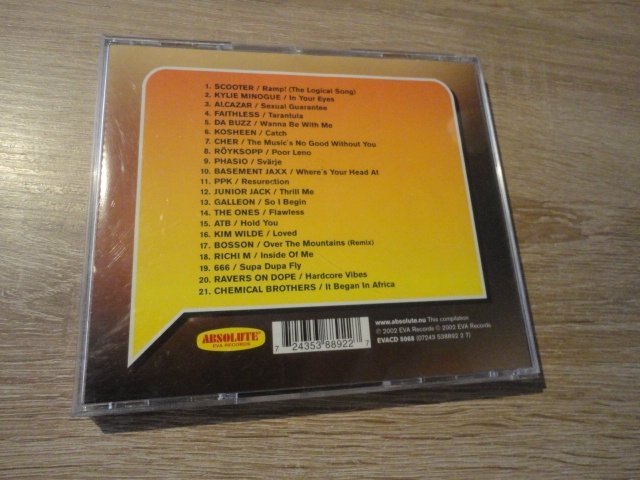 1. SCOOTER / Ramp! (The Logical Song)
2. KYLIE MINOGUE / In Your Eyes
3. ALCAZAR / Sexual Guarantee
4. FAITHLESS / Tarantula
5. DA BUZZ / Wanna Be With Me
6. KOSHEEN / Catch
7. CHER / The Music's No Good Without You
8. RÖYKSOPP / Poor Leno
9. PHASIO / Svärje
10. BASEMENT JAXX / Where's Your Head At
11. PPK / Resurection
12. JUNIOR JACK / Thrill Me
13. GALLEON / So I Begin
14. THE ONES / Flawless
15. ATB / Hold You
16. KIM WILDE / Loved
17. BOSSON / Over The Mountains (Remix)
18. RICHI M / Inside Of Me
19. 666 / Supa Dupa Fly
20. RAVERS ON DOPE / Hardcore Vibes
21. CHEMICAL BROTHERS / It Began In Africa
ABSOLUTE
EVA RECORDS
7 24353 88922 7
www.absolute.nu This compilation
℗ 2002 EVA Records © 2002 EVA Records
EVACD 5068 (07243 538892 2 7)